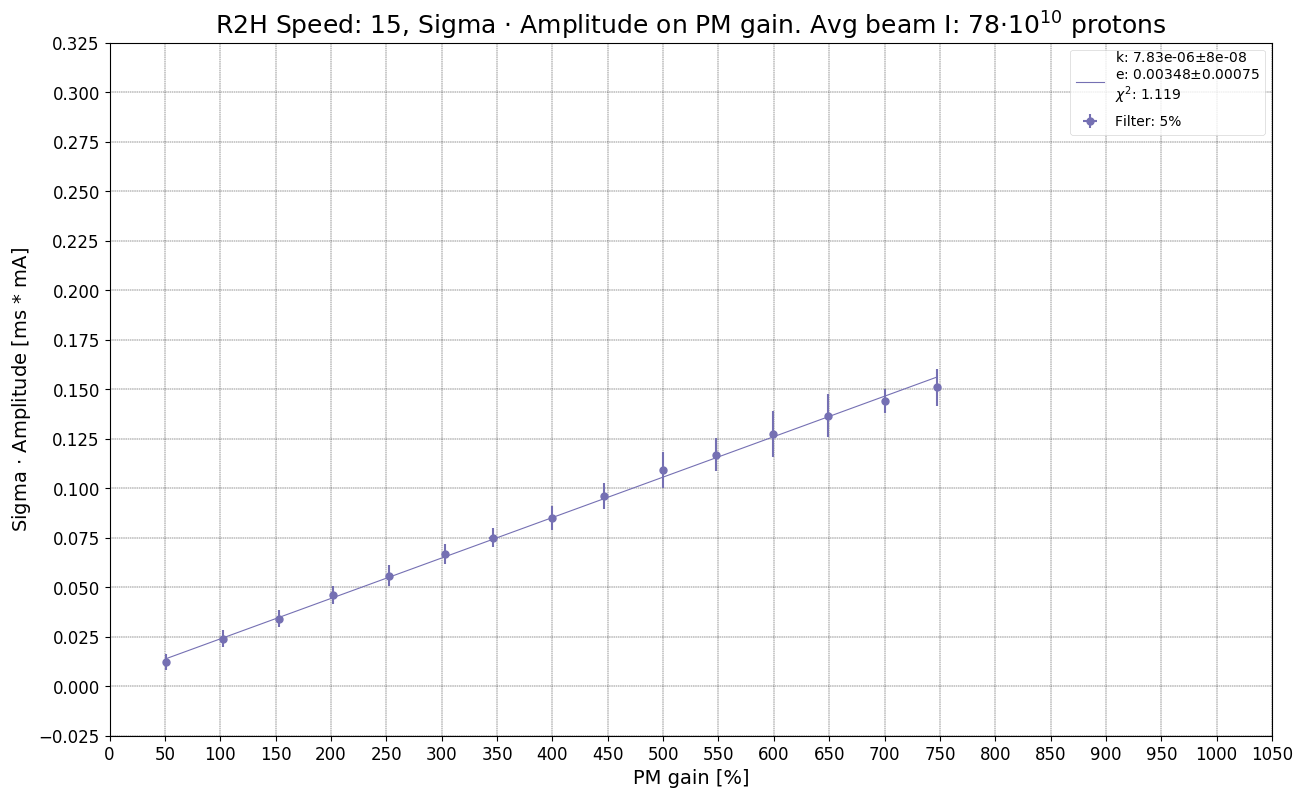 R2H Speed: 15, Sigma · Amplitude on PM gain. Avg beam I: 78·10^10 protons
k: 7.83e-06±8e-08
e: 0.00348±0.00075
χ²: 1.119
Filter: 5%
Sigma · Amplitude [ms * mA]
0.325
0.300
0.275
0.250
0.225
0.200
0.175
0.150
0.125
0.100
0.075
0.050
0.025
0.000
−0.025
0 50 100 150 200 250 300 350 400 450 500 550 600 650 700 750 800 850 900 950 1000 1050
PM gain [%]